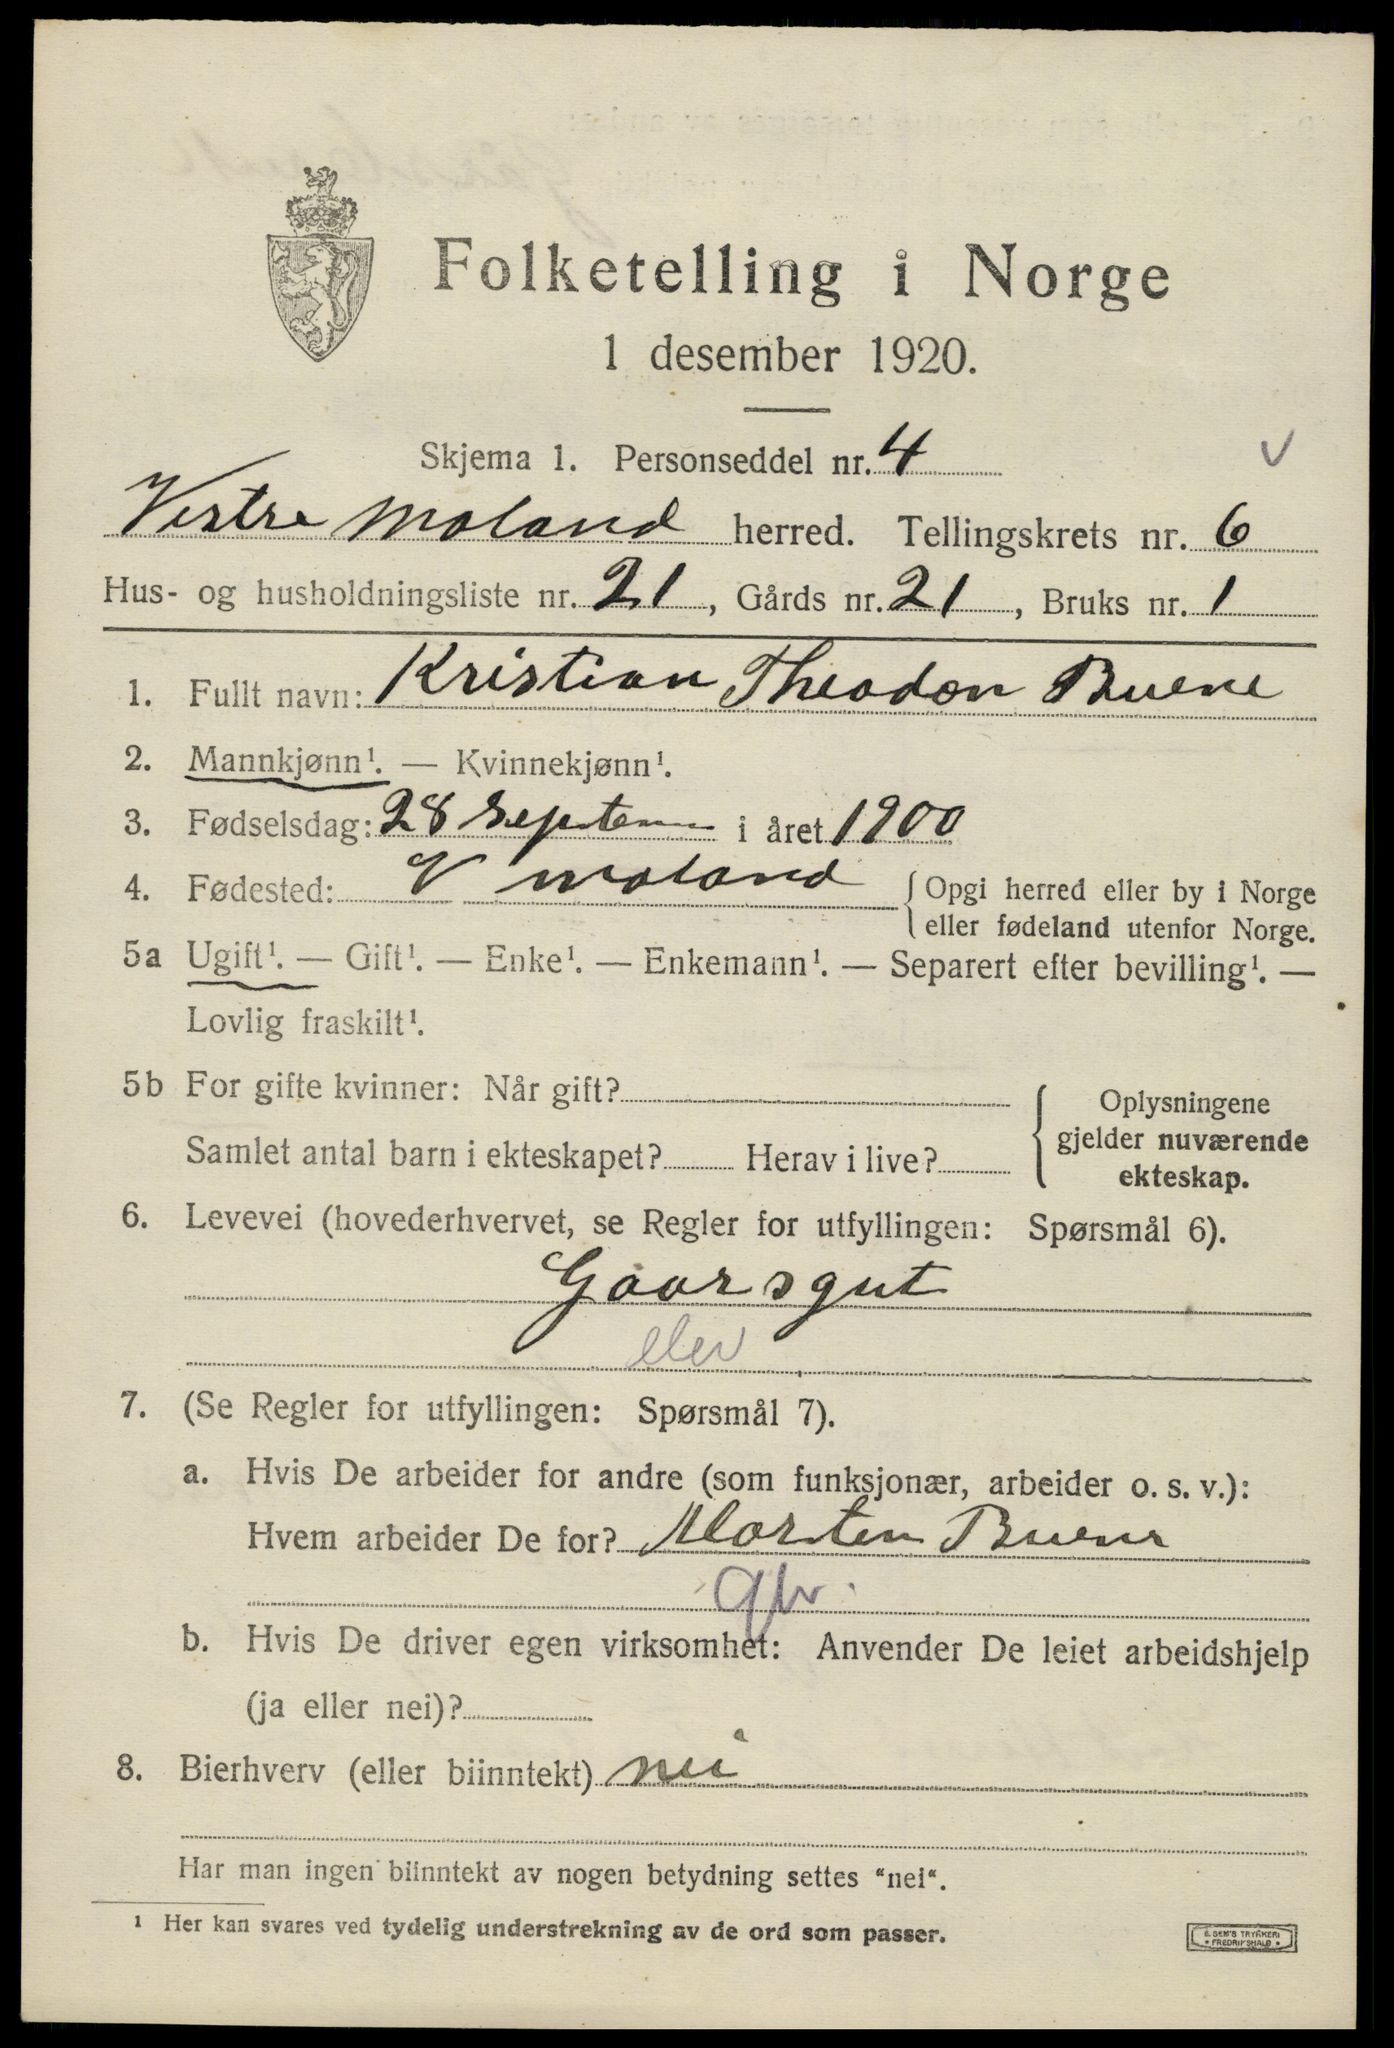 Folketelling i Norge
1 desember 1920.
Skjema 1. Personseddel nr. 4
Vestre Moland herred. Tellingskrets nr. 6
Hus- og husholdningsliste nr. 21, Gårds nr. 21, Bruks nr. 1
1. Fullt navn: Kristian Theodor Buene
2. Mannkjønn¹. — Kvinnekjønn¹.
3. Fødselsdag: 28 Septem i året 1900
4. Fødested: V Moland {Opgi herred eller by i Norge
eller fødeland utenfor Norge.
5a Ugift¹. — Gift¹. — Enke¹. — Enkemann¹. — Separert efter bevilling¹. —
Lovlig fraskilt¹.
5b For gifte kvinner: Når gift?
Samlet antal barn i ekteskapet? Herav i live?
Oplysningene
gjelder nuværende
ekteskap.
6. Levevei (hovederhvervet, se Regler for utfyllingen: Spørsmål 6).
Gaarsgut
elev
7. (Se Regler for utfyllingen: Spørsmål 7).
a. Hvis De arbeider for andre (som funksjonær, arbeider o. s. v.):
Hvem arbeider De for? Morten Buene
gbr.
b. Hvis De driver egen virksomhet: Anvender De leiet arbeidshjelp
(ja eller nei)?
8. Bierhverv (eller biinntekt) nei
Har man ingen biinntekt av nogen betydning settes "nei".
¹ Her kan svares ved tydelig understrekning av de ord som passer.
E. SEM'S TRYKKERI
FREDRIKSHALD